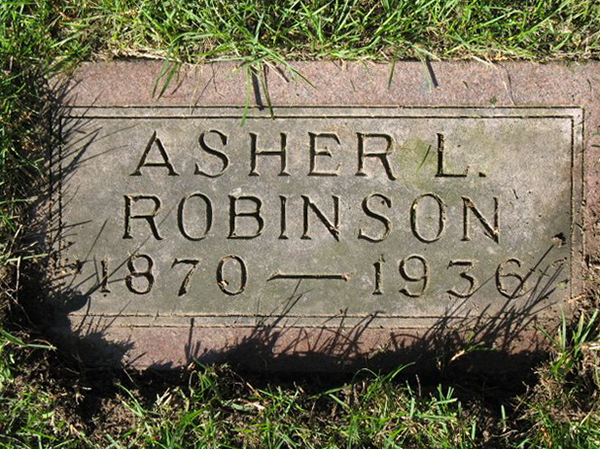 ASHER L.
ROBINSON
1870 — 1936